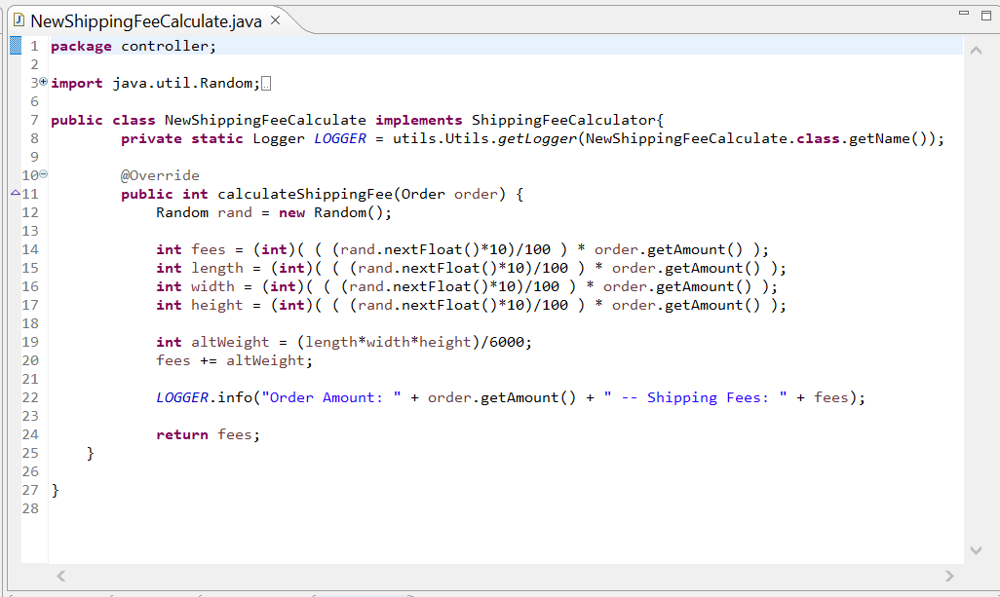 NewShippingFeeCalculate.java
1 package controller;
2
3 import java.util.Random;
6
7 public class NewShippingFeeCalculate implements ShippingFeeCalculator{
8 private static Logger LOGGER = utils.Utils.getLogger(NewShippingFeeCalculate.class.getName());
9
10 @Override
11 public int calculateShippingFee(Order order) {
12 Random rand = new Random();
13
14 int fees = (int)( ( (rand.nextFloat()*10)/100 ) * order.getAmount() );
15 int length = (int)( ( (rand.nextFloat()*10)/100 ) * order.getAmount() );
16 int width = (int)( ( (rand.nextFloat()*10)/100 ) * order.getAmount() );
17 int height = (int)( ( (rand.nextFloat()*10)/100 ) * order.getAmount() );
18
19 int altWeight = (length*width*height)/6000;
20 fees += altWeight;
21
22 LOGGER.info("Order Amount: " + order.getAmount() + " -- Shipping Fees: " + fees);
23
24 return fees;
25 }
26
27 }
28